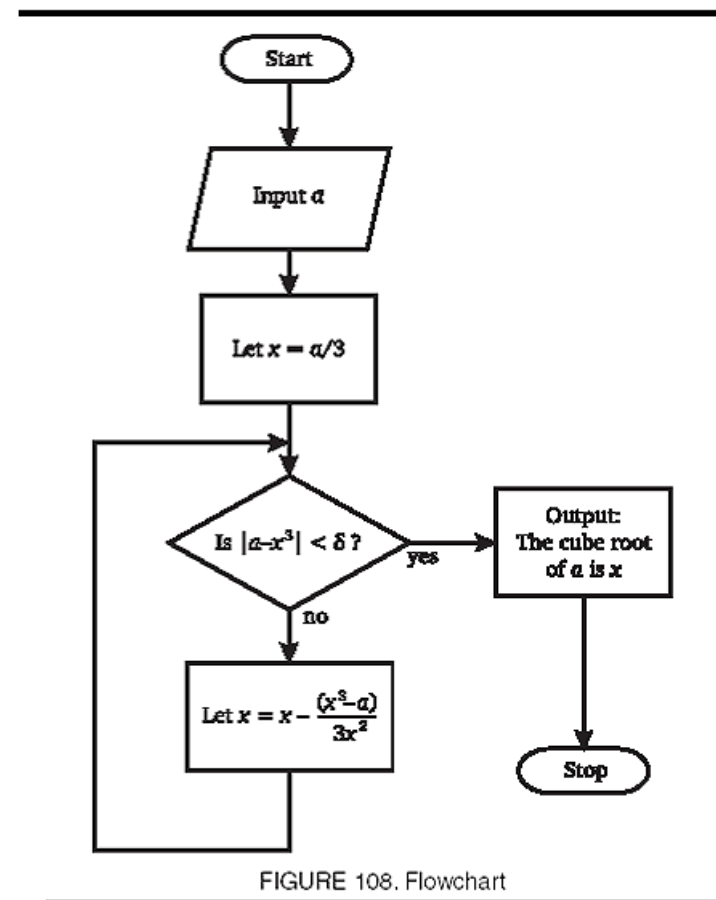 Start
Input a
Let x = a/3
Is |a–x³| < δ ?
yes
no
Output:
The cube root
of a is x
Let x = x – (x³–a)/3x²
Stop
FIGURE 108. Flowchart